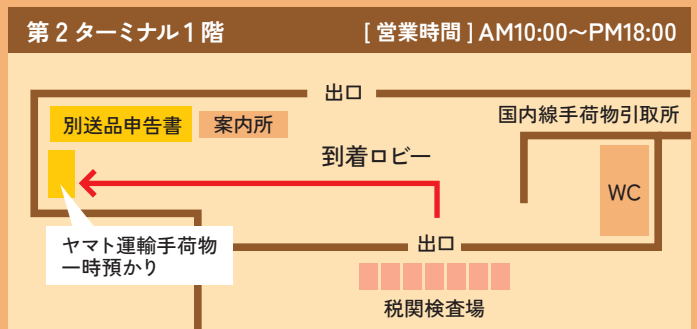 第2ターミナル1階
[営業時間] AM10:00〜PM18:00
出口
別送品申告書
案内所
国内線手荷物引取所
到着ロビー
WC
ヤマト運輸手荷物
一時預かり
出口
税関検査場